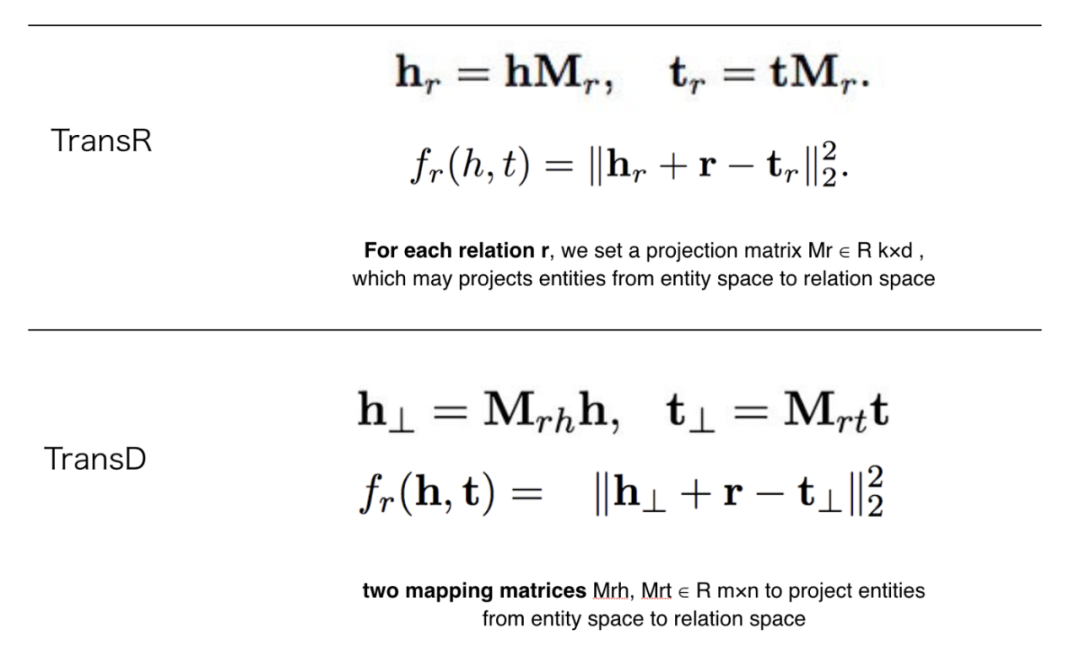 h_r = hM_r, t_r = tM_r.
TransR
f_r(h, t) = ||h_r + r − t_r||₂².
For each relation r, we set a projection matrix Mr ∈ R k×d ,
which may projects entities from entity space to relation space
h⊥ = M_rh h, t⊥ = M_rt t
TransD
f_r(h, t) = ||h⊥ + r − t⊥||₂²
two mapping matrices Mrh, Mrt ∈ R m×n to project entities
from entity space to relation space